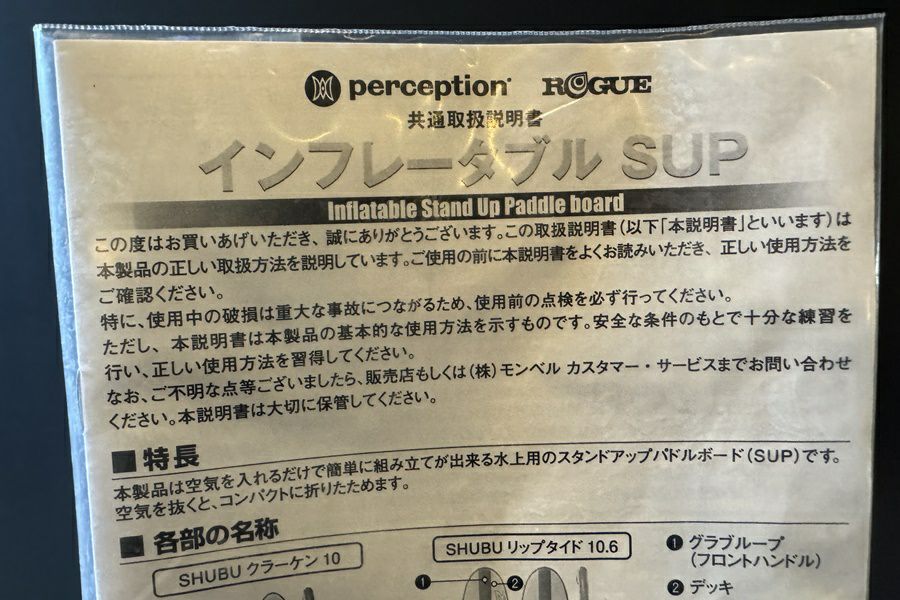 perception ROGUE
共通取扱説明書
インフレータブル SUP
Inflatable Stand Up Paddle board
この度はお買いあげいただき、誠にありがとうございます。この取扱説明書（以下「本説明書」といいます）は
本製品の正しい取扱方法を説明しています。ご使用の前に本説明書をよくお読みいただき、正しい使用方法を
ご確認ください。
特に、使用中の破損は重大な事故につながるため、使用前の点検を必ず行ってください。
ただし、本説明書は本製品の基本的な使用方法を示すものです。安全な条件のもとで十分な練習を
行い、正しい使用方法を習得してください。
なお、ご不明な点等ございましたら、販売店もしくは（株）モンベル カスタマー・サービスまでお問い合わせ
ください。本説明書は大切に保管してください。
■特長
本製品は空気を入れるだけで簡単に組み立てが出来る水上用のスタンドアップパドルボード（SUP）です。
空気を抜くと、コンパクトに折りたためます。
■各部の名称
SHUBU クラーケン 10
SHUBU リップタイド 10.6
❶ ❷
❶ グラブループ
（フロントハンドル）
❷ デッキ